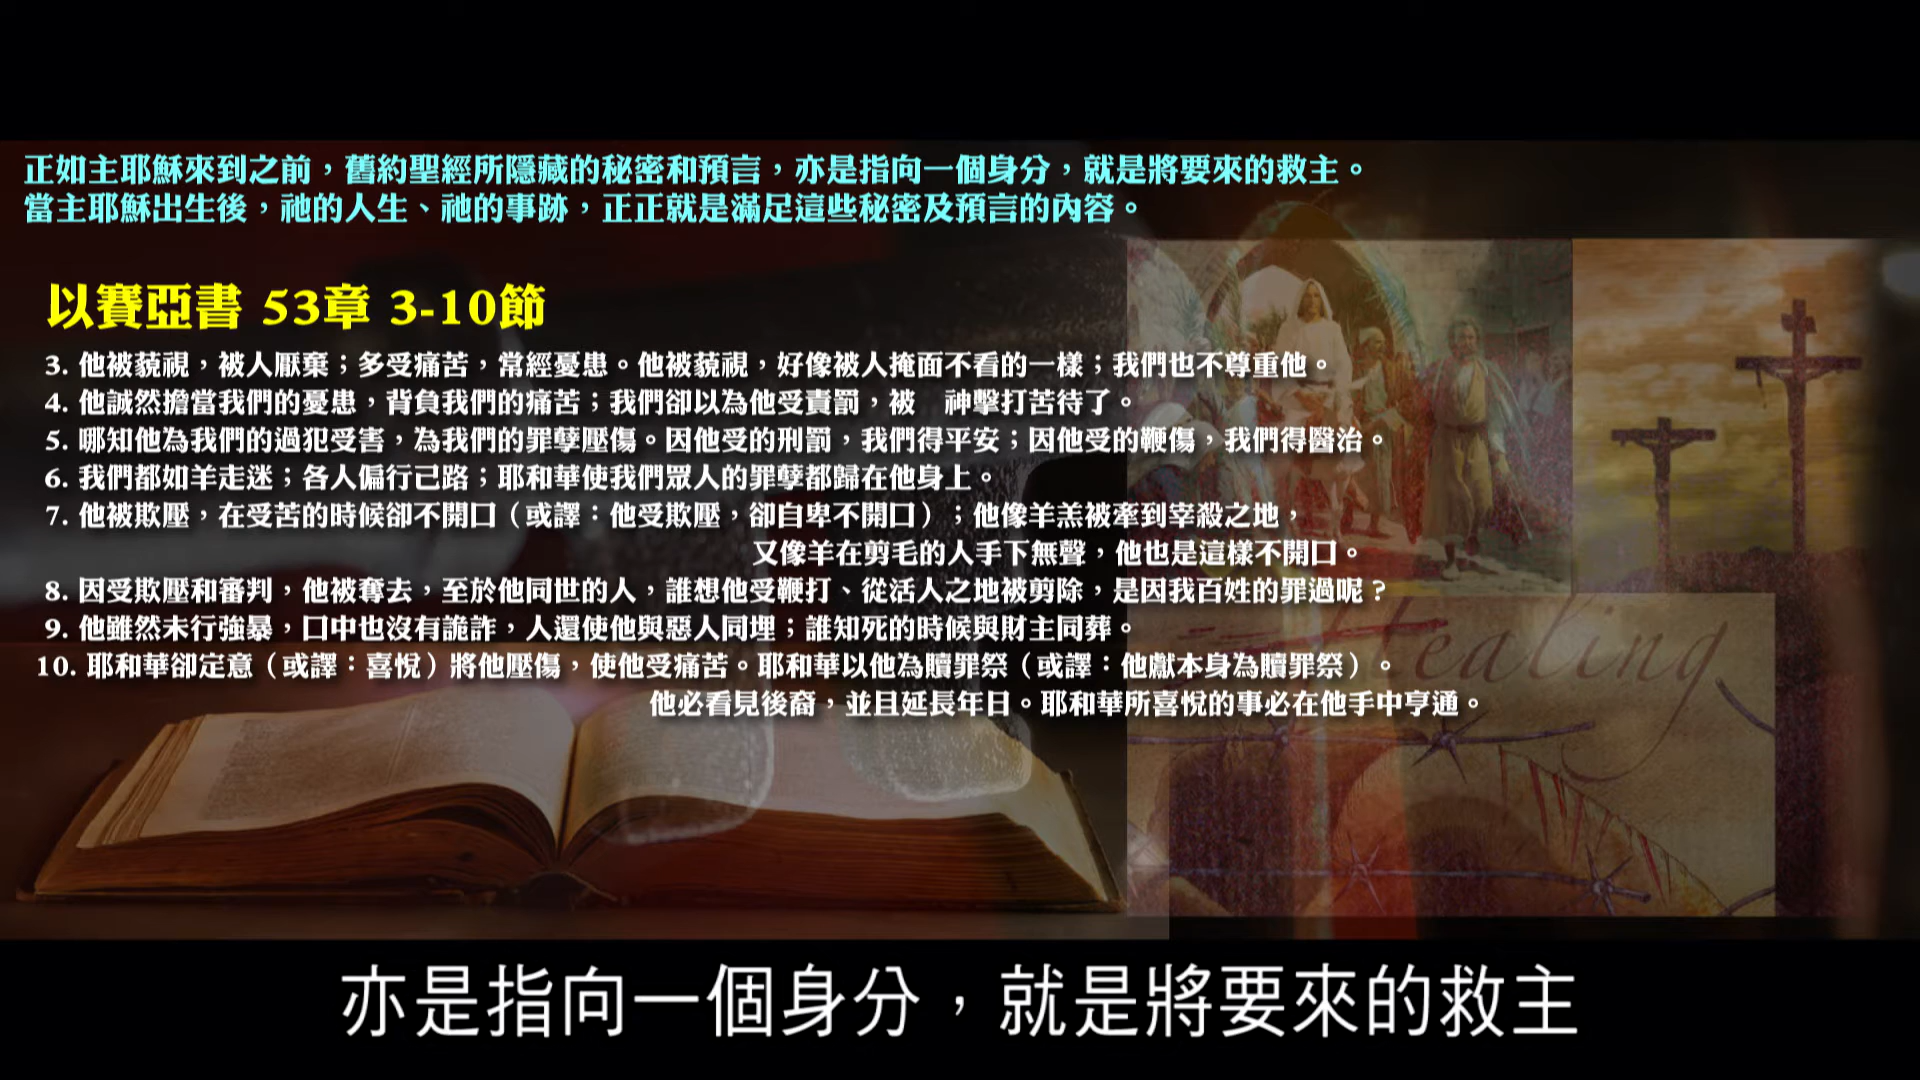 正如主耶穌來到之前，舊約聖經所隱藏的秘密和預言，亦是指向一個身分，就是將要來的救主。
當主耶穌出生後，祂的人生、祂的事跡，正正就是滿足這些秘密及預言的內容。
以賽亞書 53章 3-10節
3. 他被藐視，被人厭棄；多受痛苦，常經憂患。他被藐視，好像被人掩面不看的一樣；我們也不尊重他。
4. 他誠然擔當我們的憂患，背負我們的痛苦；我們卻以為他受責罰，被　神擊打苦待了。
5. 哪知他為我們的過犯受害，為我們的罪孽壓傷。因他受的刑罰，我們得平安；因他受的鞭傷，我們得醫治。
6. 我們都如羊走迷；各人偏行己路；耶和華使我們眾人的罪孽都歸在他身上。
7. 他被欺壓，在受苦的時候卻不開口（或譯：他受欺壓，卻自卑不開口）；他像羊羔被牽到宰殺之地，
又像羊在剪毛的人手下無聲，他也是這樣不開口。
8. 因受欺壓和審判，他被奪去，至於他同世的人，誰想他受鞭打、從活人之地被剪除，是因我百姓的罪過呢？
9. 他雖然未行強暴，口中也沒有詭詐，人還使他與惡人同埋；誰知死的時候與財主同葬。
10. 耶和華卻定意（或譯：喜悅）將他壓傷，使他受痛苦。耶和華以他為贖罪祭（或譯：他獻本身為贖罪祭）。
他必看見後裔，並且延長年日。耶和華所喜悅的事必在他手中亨通。
Healing
亦是指向一個身分，就是將要來的救主